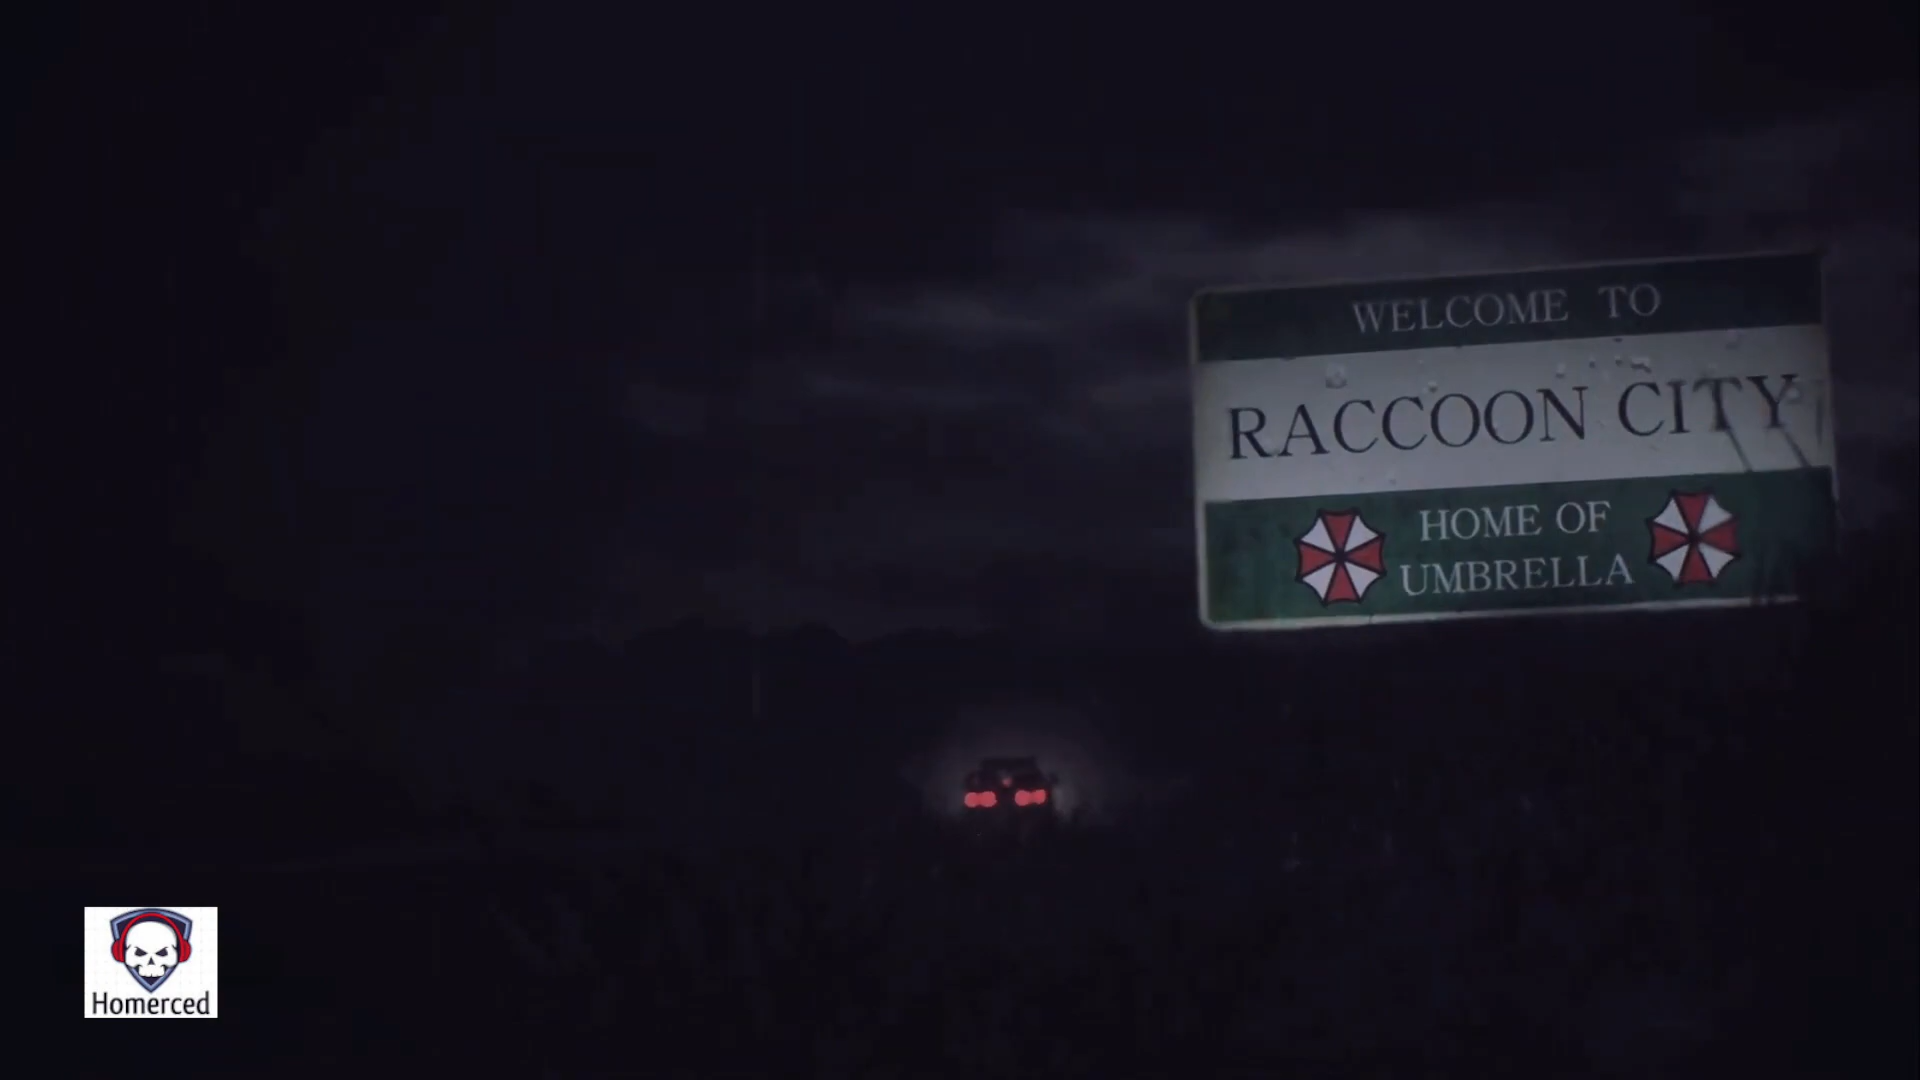 WELCOME TO
RACCOON CITY
HOME OF
UMBRELLA
Homerced